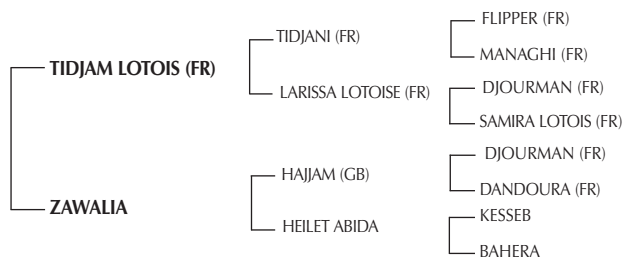 FLIPPER (FR)
TIDJANI (FR)
MANAGHI (FR)
TIDJAM LOTOIS (FR)
LARISSA LOTOISE (FR)
DJOURMAN (FR)
SAMIRA LOTOIS (FR)
DJOURMAN (FR)
HAJJAM (GB)
DANDOURA (FR)
ZAWALIA
HEILET ABIDA
KESSEB
BAHERA